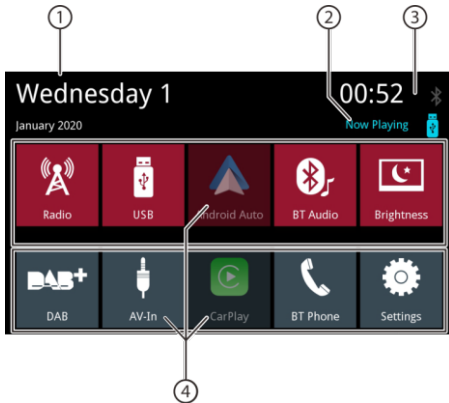 1
2
3
Wednesday 1
00:52
January 2020
Now Playing
Radio
USB
Android Auto
BT Audio
Brightness
DAB+
DAB
AV-In
CarPlay
BT Phone
Settings
4